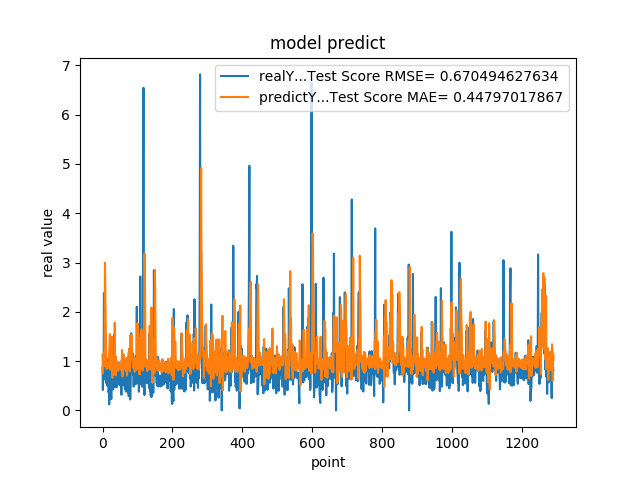 model predict
realY...Test Score RMSE= 0.670494627634
predictY...Test Score MAE= 0.44797017867
7
6
5
4
3
2
1
0
real value
0 200 400 600 800 1000 1200
point